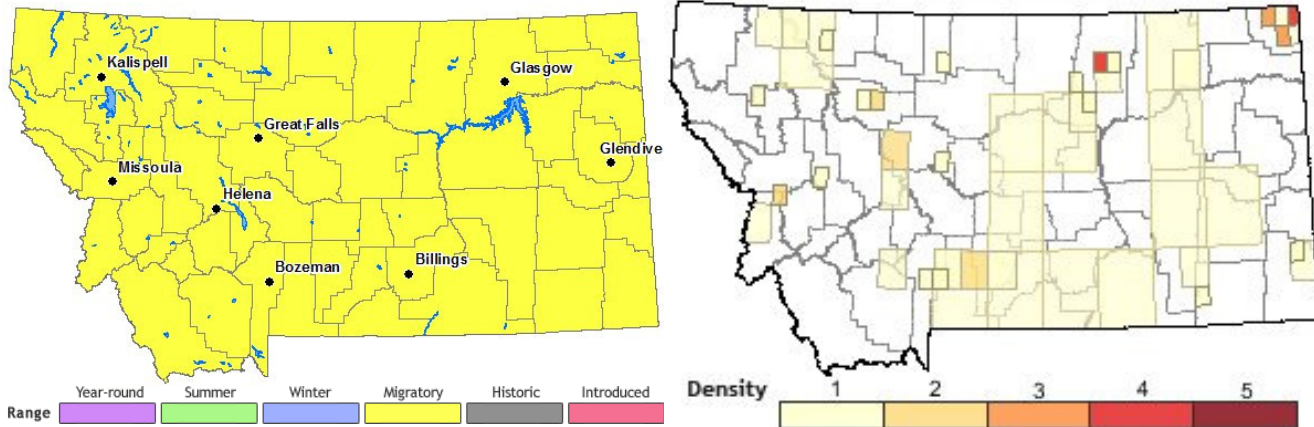 Kalispell
Glasgow
Great Falls
Glendive
Missoula
Helena
Bozeman
Billings
Year-round Summer Winter Migratory Historic Introduced
Range
Density 1 2 3 4 5